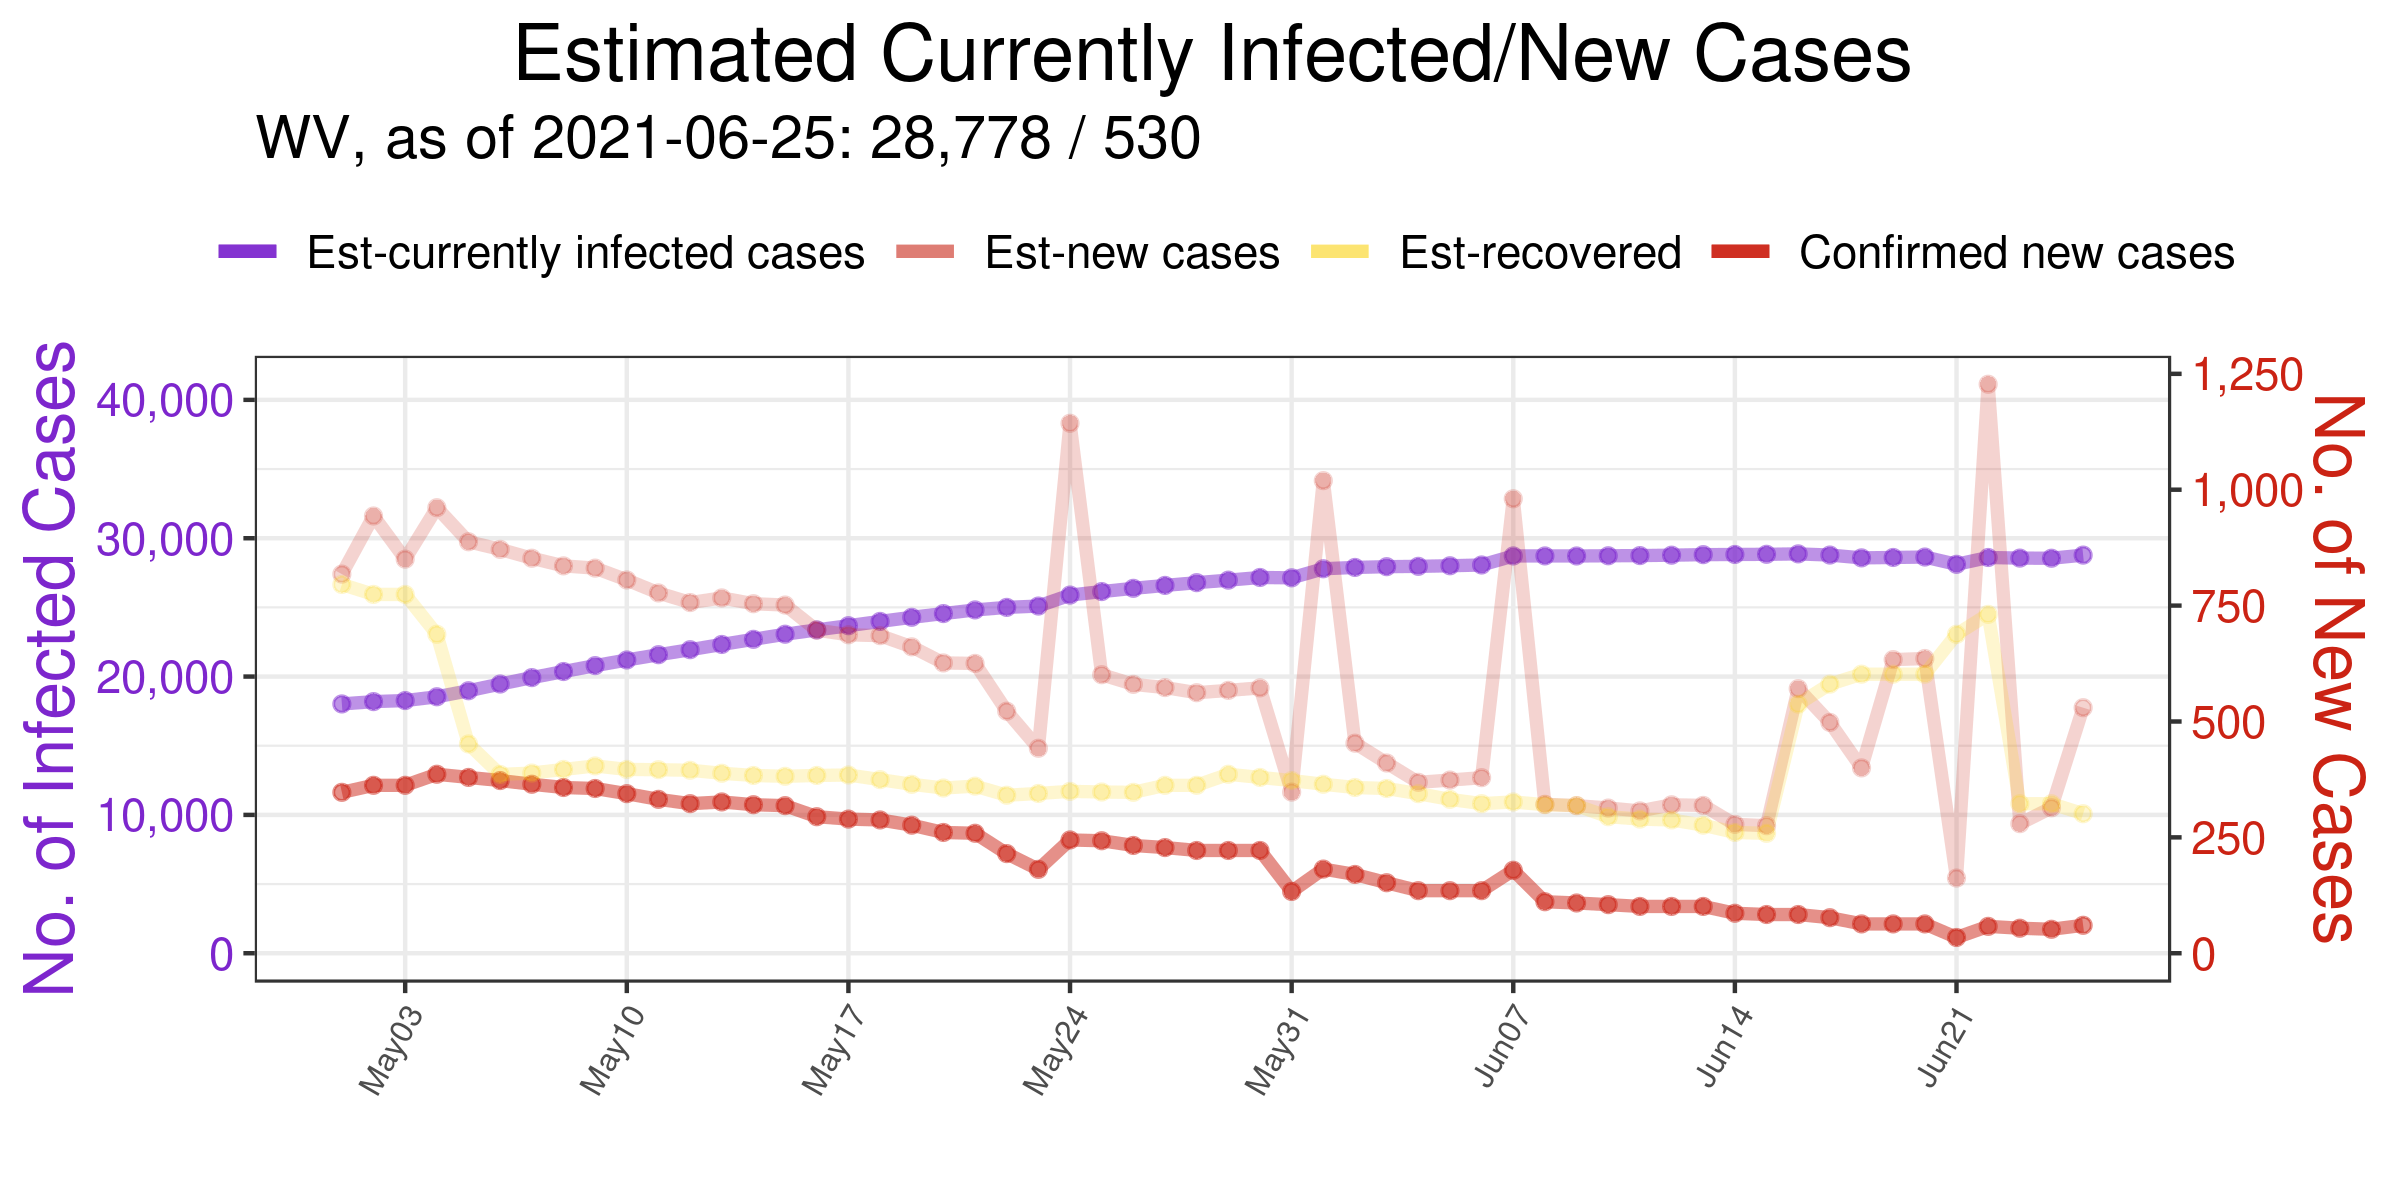 Estimated Currently Infected/New Cases
WV, as of 2021-06-25: 28,778 / 530
Est-currently infected cases Est-new cases Est-recovered Confirmed new cases
No. of Infected Cases
40,000
30,000
20,000
10,000
0
1,250
1,000
750
500
250
0
No. of New Cases
May03 May10 May17 May24 May31 Jun07 Jun14 Jun21